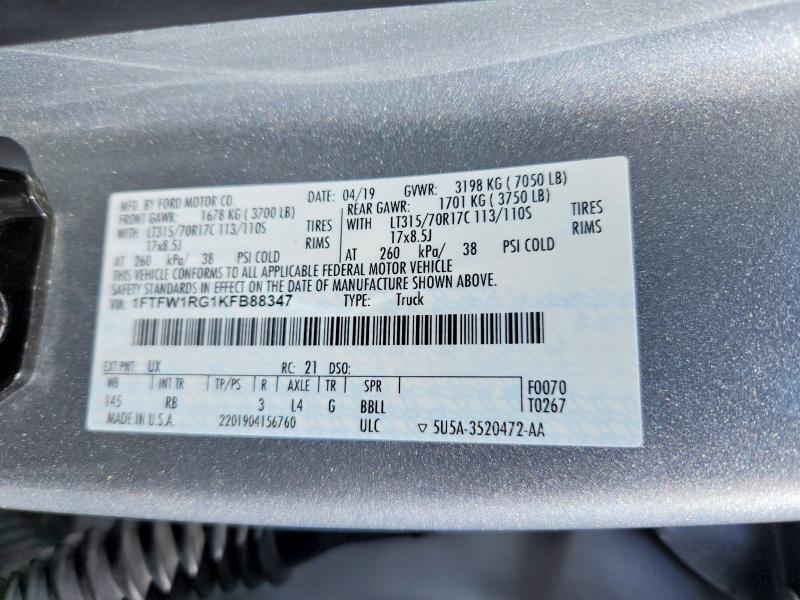 MFD. BY FORD MOTOR CO. DATE: 04/19 GVWR: 3198 KG ( 7050 LB)
FRONT GAWR: 1678 KG ( 3700 LB) REAR GAWR: 1701 KG ( 3750 LB)
WITH LT315/70R17C 113/110S TIRES WITH LT315/70R17C 113/110S TIRES
17x8.5J RIMS 17x8.5J RIMS
AT 260 kPa/ 38 PSI COLD AT 260 kPa/ 38 PSI COLD
THIS VEHICLE CONFORMS TO ALL APPLICABLE FEDERAL MOTOR VEHICLE
SAFETY STANDARDS IN EFFECT ON THE DATE OF MANUFACTURE SHOWN ABOVE.
VIN: 1FTFW1RG1KFB88347 TYPE: Truck
EXT PNT: UX RC: 21 DSO:
WB INT TR TP/PS R AXLE TR SPR F0070
145 RB 3 L4 G BBLL T0267
MADE IN U.S.A. 2201904156760 ULC ▽ 5U5A-3520472-AA